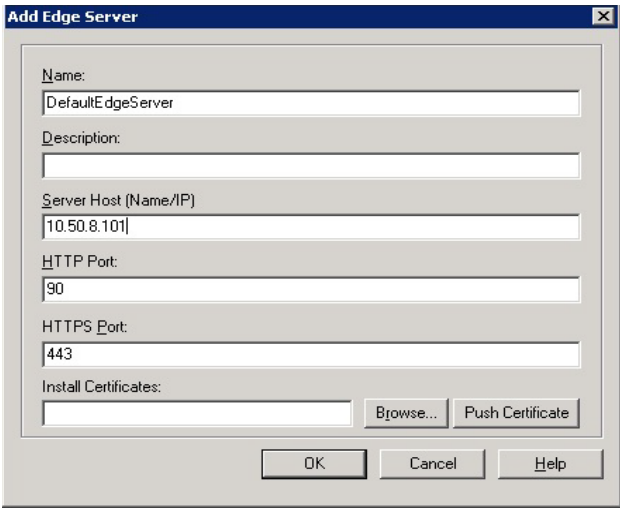 Add Edge Server
Name:
DefaultEdgeServer
Description:
Server Host (Name/IP)
10.50.8.101
HTTP Port:
90
HTTPS Port:
443
Install Certificates:
Browse... Push Certificate
OK Cancel Help